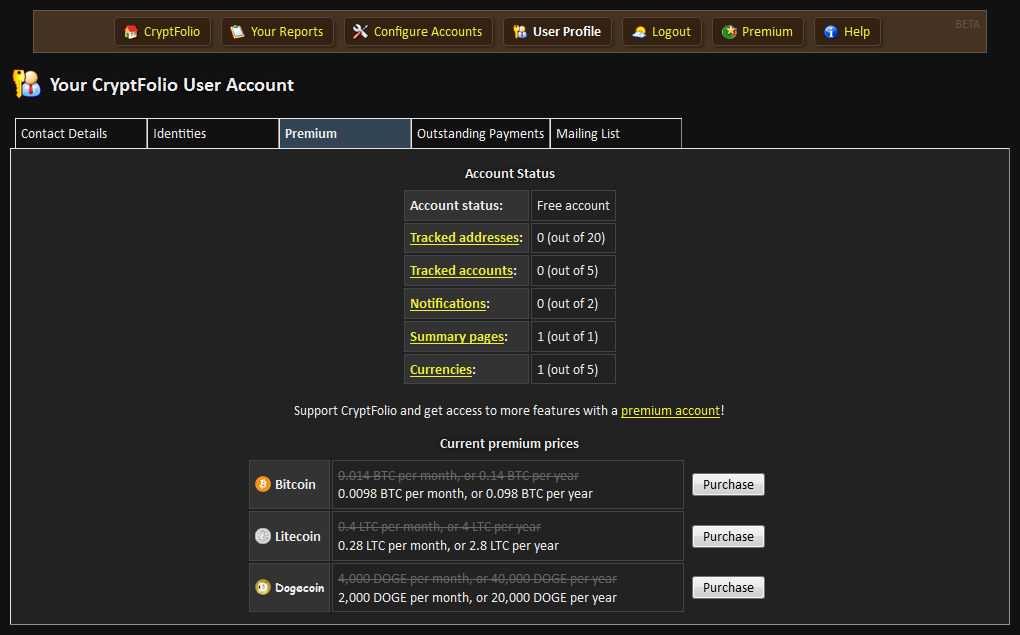 CryptFolio Your Reports Configure Accounts User Profile Logout Premium Help BETA
Your CryptFolio User Account
Contact Details Identities Premium Outstanding Payments Mailing List
Account Status
Account status: Free account
Tracked addresses: 0 (out of 20)
Tracked accounts: 0 (out of 5)
Notifications: 0 (out of 2)
Summary pages: 1 (out of 1)
Currencies: 1 (out of 5)
Support CryptFolio and get access to more features with a premium account!
Current premium prices
0.014 BTC per month, or 0.14 BTC per year
Bitcoin Purchase
0.0098 BTC per month, or 0.098 BTC per year
0.4 LTC per month, or 4 LTC per year
Litecoin Purchase
0.28 LTC per month, or 2.8 LTC per year
4,000 DOGE per month, or 40,000 DOGE per year
Dogecoin Purchase
2,000 DOGE per month, or 20,000 DOGE per year